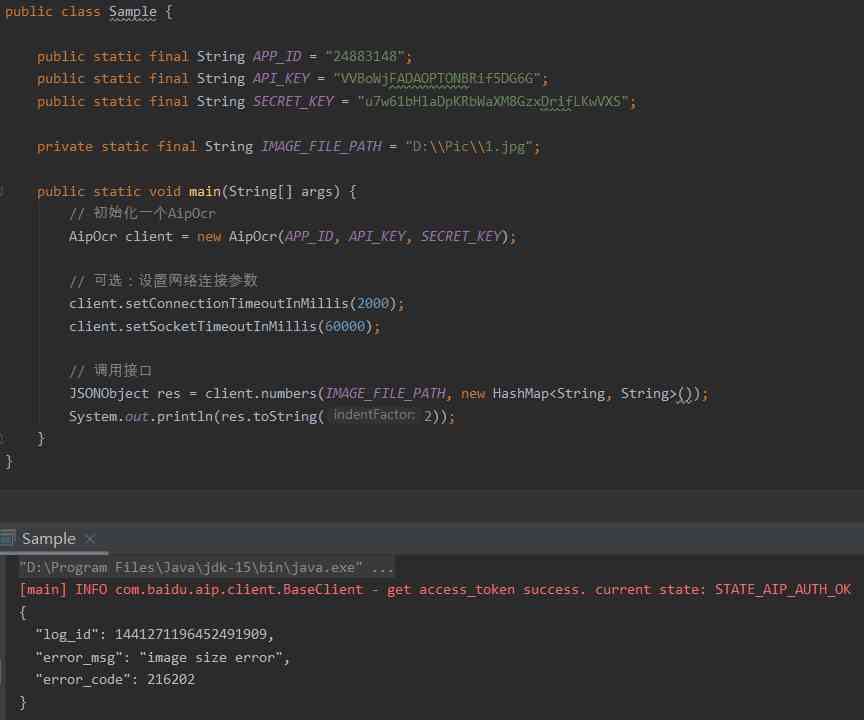 public class Sample {
public static final String APP_ID = "24883148";
public static final String API_KEY = "VVBoWjFADAOPTONBRif5DG6G";
public static final String SECRET_KEY = "u7w61bHlaDpKRbWaXM8GzxDrifLKwVXS";
private static final String IMAGE_FILE_PATH = "D:\\Pic\\1.jpg";
public static void main(String[] args) {
// 初始化一个AipOcr
AipOcr client = new AipOcr(APP_ID, API_KEY, SECRET_KEY);
// 可选：设置网络连接参数
client.setConnectionTimeoutInMillis(2000);
client.setSocketTimeoutInMillis(60000);
// 调用接口
JSONObject res = client.numbers(IMAGE_FILE_PATH, new HashMap<String, String>());
System.out.println(res.toString( indentFactor: 2));
}
}
Sample
"D:\Program Files\Java\jdk-15\bin\java.exe" ...
[main] INFO com.baidu.aip.client.BaseClient - get access_token success. current state: STATE_AIP_AUTH_OK
{
"log_id": 1441271196452491909,
"error_msg": "image size error",
"error_code": 216202
}